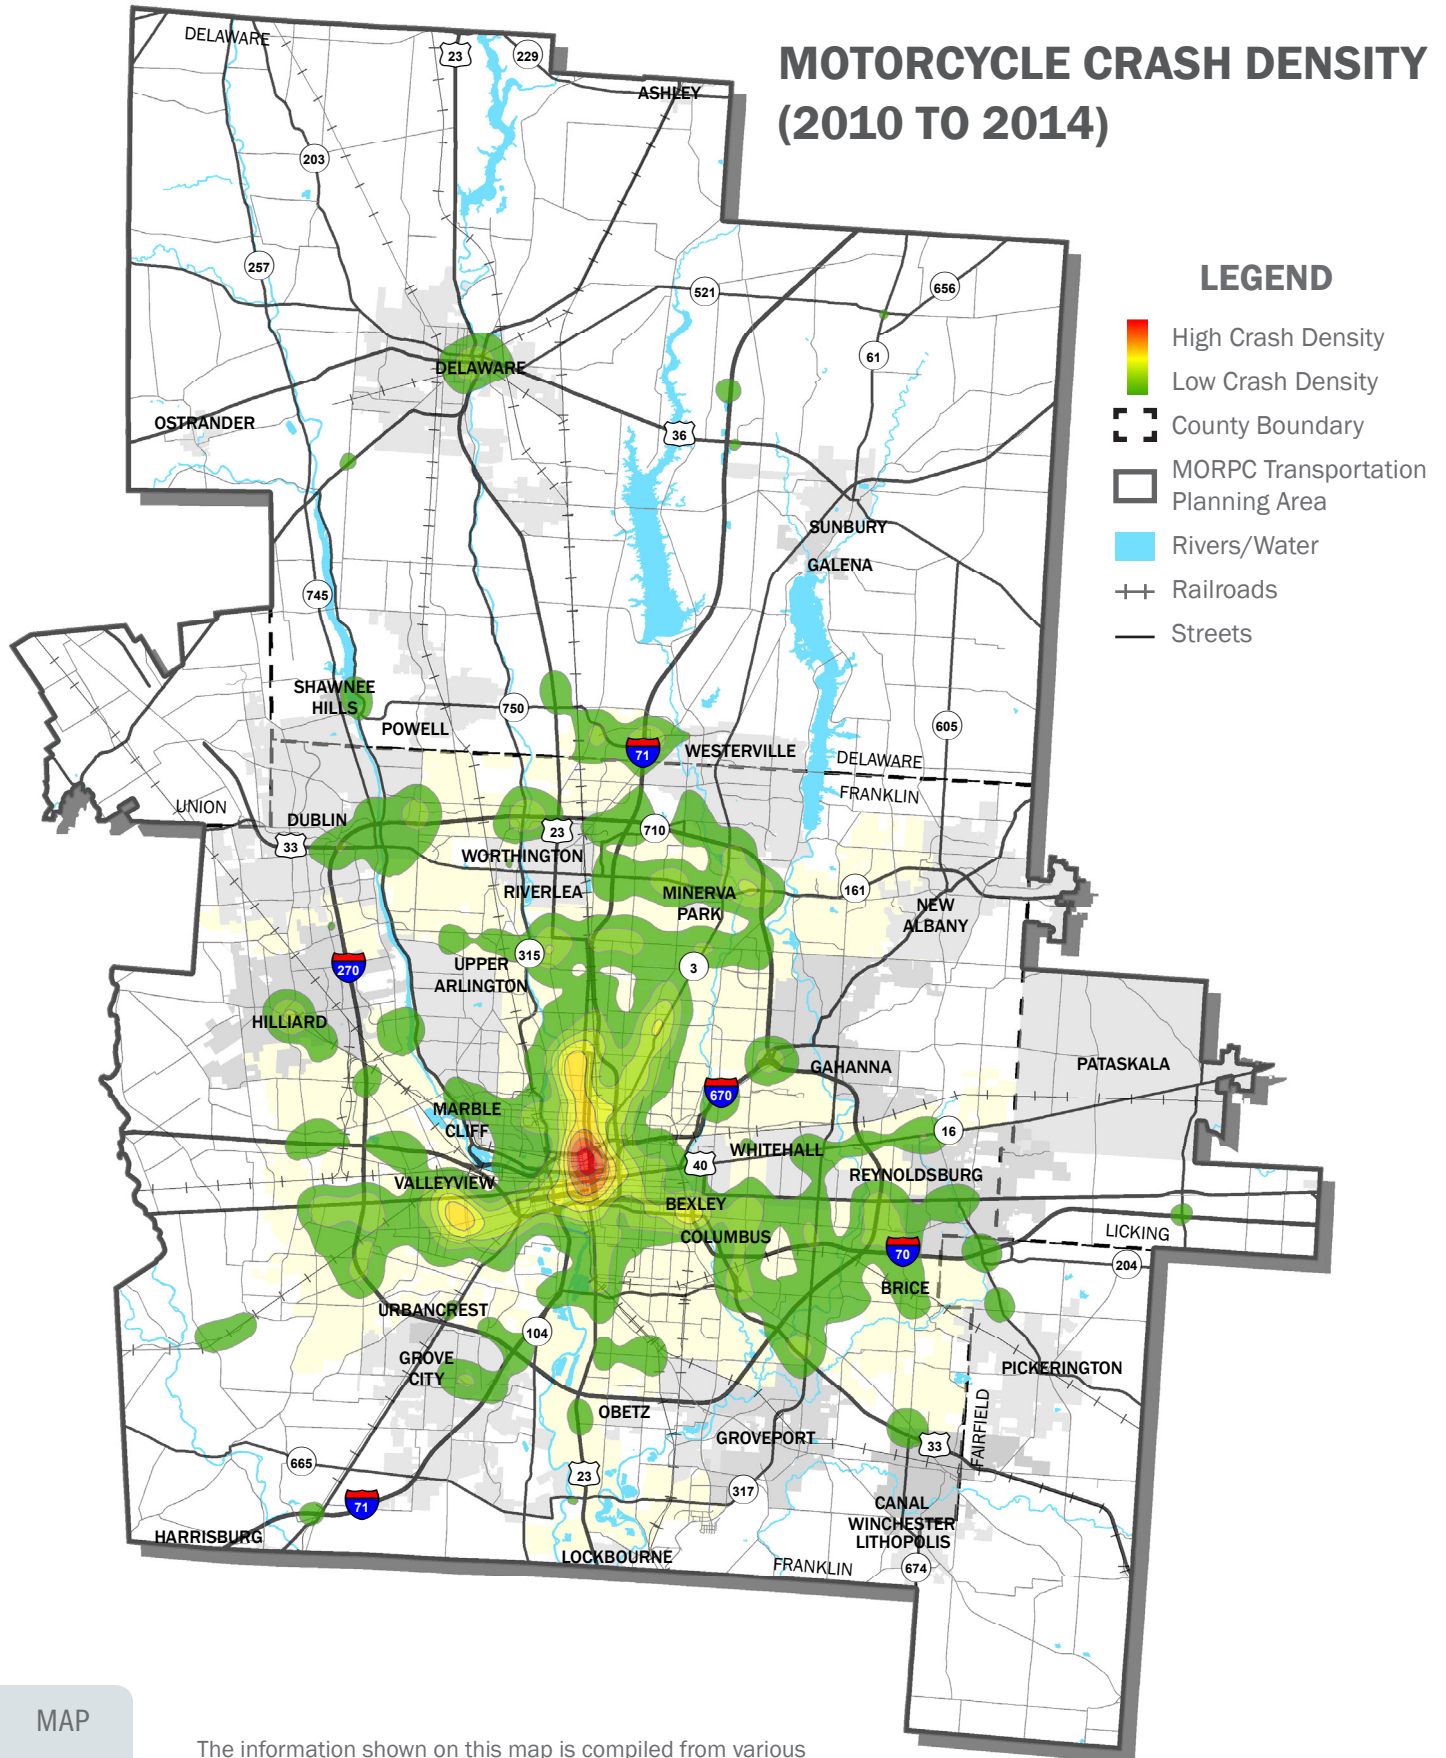 MOTORCYCLE CRASH DENSITY
(2010 TO 2014)
LEGEND
High Crash Density
Low Crash Density
County Boundary
MORPC Transportation
Planning Area
Rivers/Water
Railroads
Streets
DELAWARE
23
229
ASHLEY
203
257
521
656
61
DELAWARE
OSTRANDER
36
SUNBURY
GALENA
745
SHAWNEE
HILLS
750
POWELL
605
71
WESTERVILLE
DELAWARE
FRANKLIN
UNION
DUBLIN
33
23
710
WORTHINGTON
RIVERLEA
MINERVA
PARK
161
NEW
ALBANY
315
270
UPPER
ARLINGTON
3
HILLIARD
GAHANNA
PATASKALA
670
MARBLE
CLIFF
16
WHITEHALL
40
REYNOLDSBURG
VALLEYVIEW
BEXLEY
COLUMBUS
LICKING
70
204
BRICE
URBANCREST
104
GROVE
CITY
PICKERINGTON
OBETZ
FAIRFIELD
GROVEPORT
33
665
23
317
71
CANAL
WINCHESTER
LITHOPOLIS
HARRISBURG
LOCKBOURNE
FRANKLIN
674
MAP
The information shown on this map is compiled from various